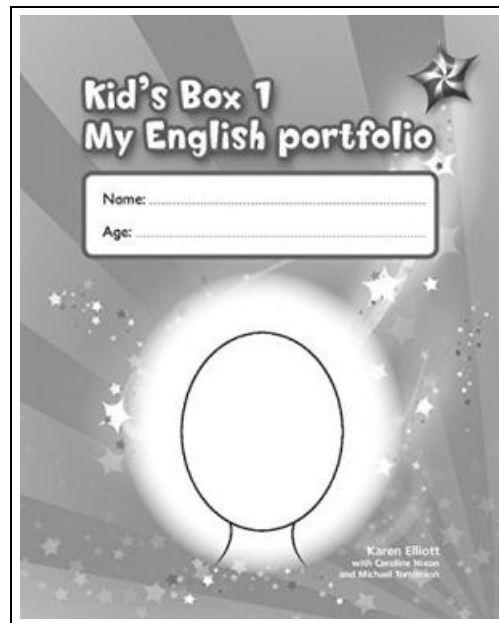 Kid's Box 1
My English portfolio
Name:
Age:
Karen Elliott
with Caroline Nixon
and Michael Tomlinson